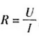 R = U/I